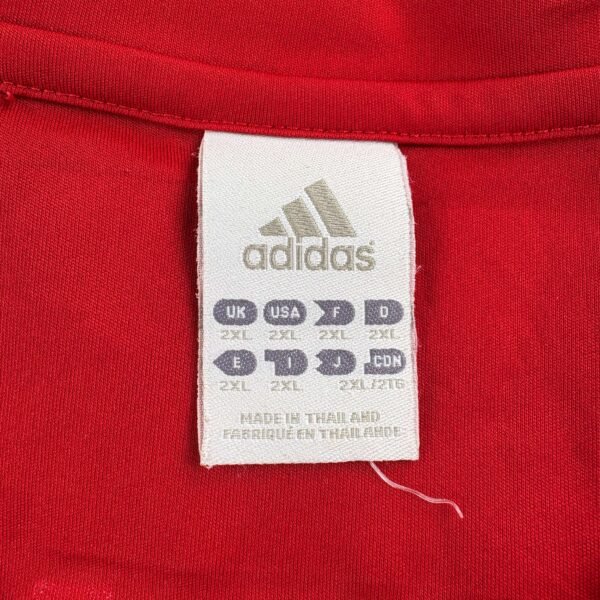 adidas
UK USA F D
2XL 2XL 2XL 2XL
E I J CDN
2XL 2XL 2XL/2TG
MADE IN THAILAND
FABRIQUÉ EN THAILANDE